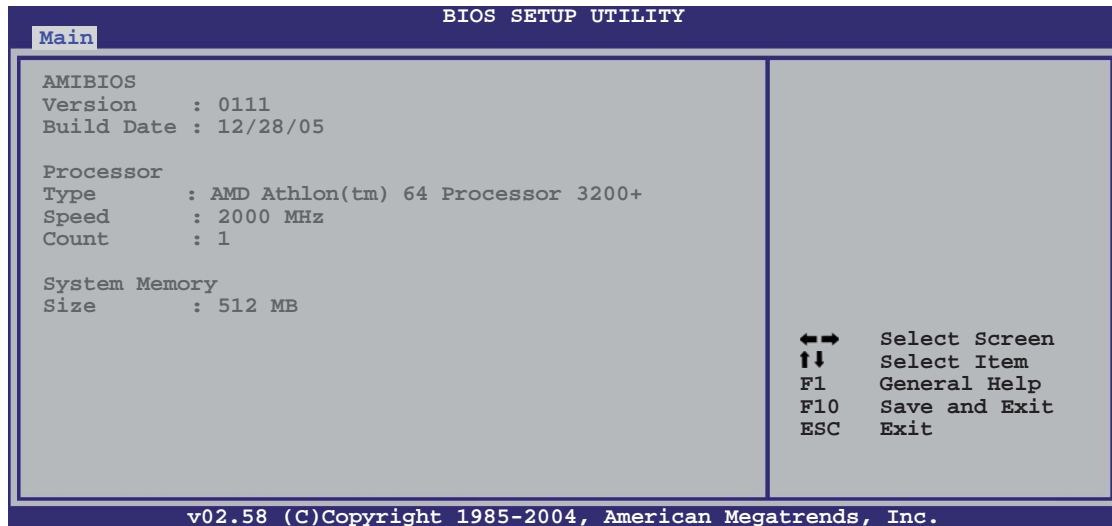 BIOS SETUP UTILITY
Main
AMIBIOS
Version : 0111
Build Date : 12/28/05
Processor
Type : AMD Athlon(tm) 64 Processor 3200+
Speed : 2000 MHz
Count : 1
System Memory
Size : 512 MB
←→ Select Screen
↑↓ Select Item
F1 General Help
F10 Save and Exit
ESC Exit
v02.58 (C)Copyright 1985-2004, American Megatrends, Inc.